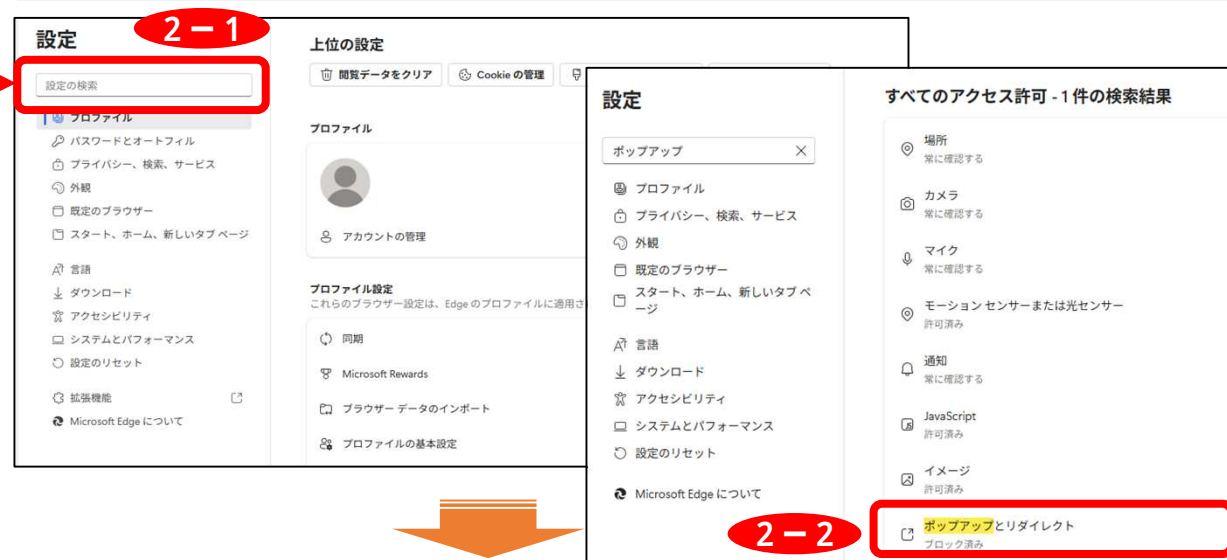 2－1
設定
設定の検索
プロファイル
パスワードとオートフィル
プライバシー、検索、サービス
外観
既定のブラウザー
スタート、ホーム、新しいタブ ページ
言語
ダウンロード
アクセシビリティ
システムとパフォーマンス
設定のリセット
拡張機能
Microsoft Edge について
上位の設定
閲覧データをクリア
Cookie の管理
プロファイル
アカウントの管理
プロファイル設定
これらのブラウザー設定は、Edge のプロファイルに適用さ
同期
Microsoft Rewards
ブラウザー データのインポート
プロファイルの基本設定
設定
ポップアップ
プロファイル
プライバシー、検索、サービス
外観
既定のブラウザー
スタート、ホーム、新しいタブ ペ
ージ
言語
ダウンロード
アクセシビリティ
システムとパフォーマンス
設定のリセット
Microsoft Edge について
すべてのアクセス許可 - 1 件の検索結果
場所
常に確認する
カメラ
常に確認する
マイク
常に確認する
モーション センサーまたは光センサー
許可済み
通知
常に確認する
JavaScript
許可済み
イメージ
許可済み
2－2
ポップアップとリダイレクト
ブロック済み